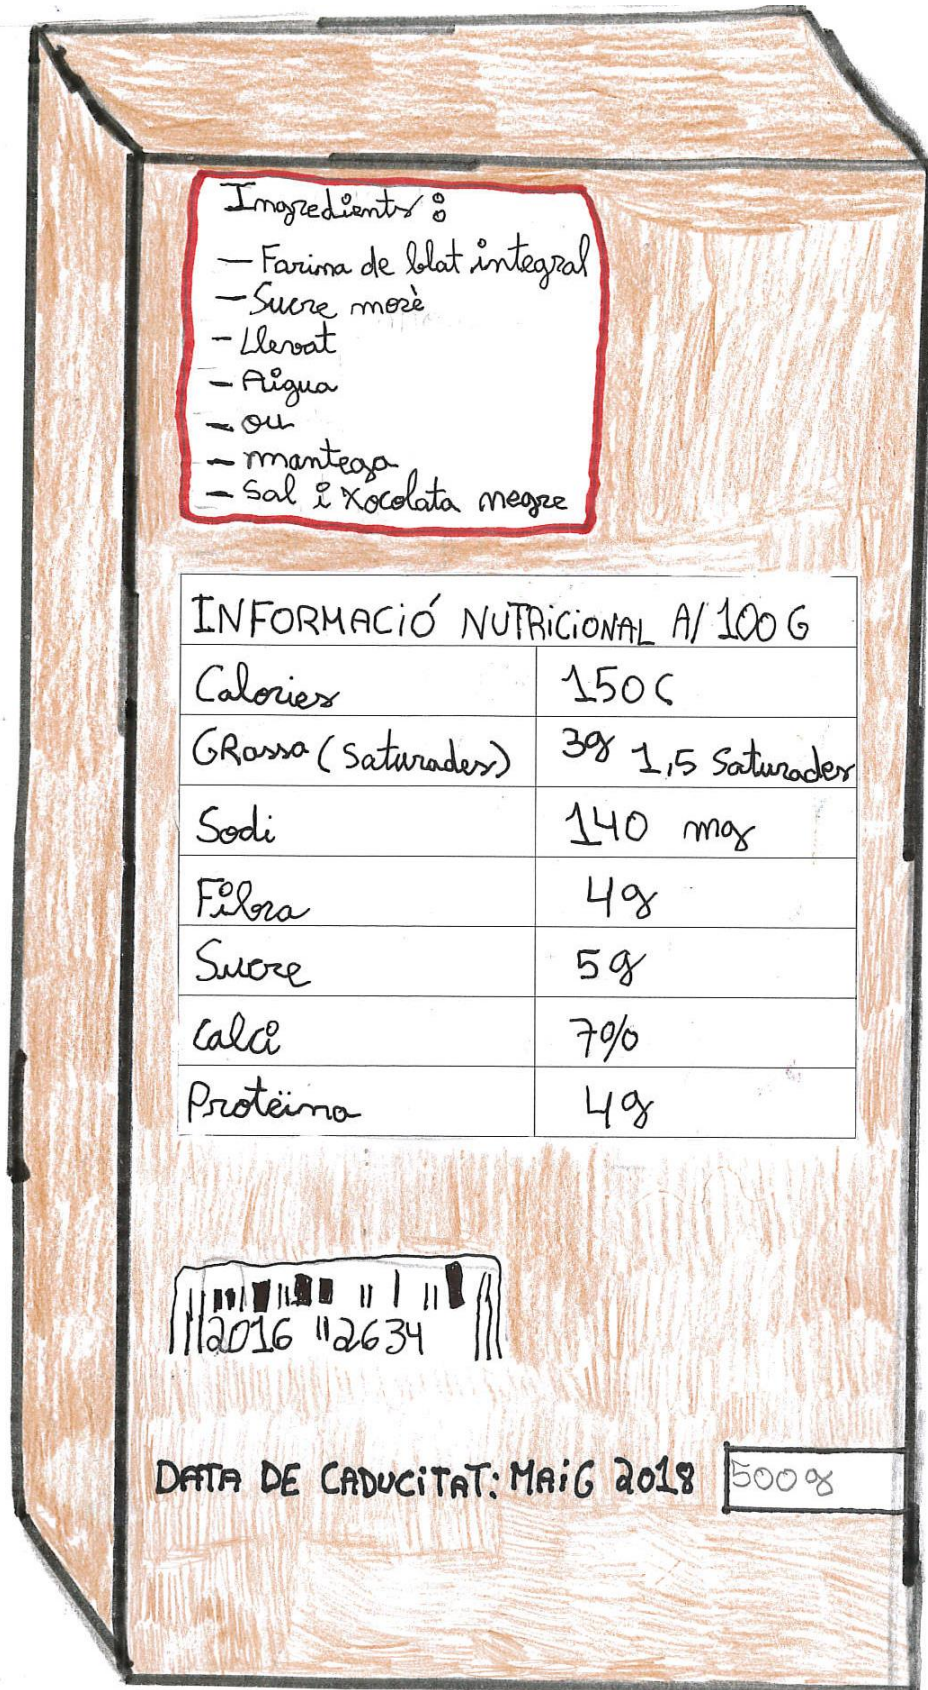 Ingredients :
- Farina de blat integral
- Sucre morè
- Llevat
- Aigua
- ou
- mantega
- Sal i Xocolata negre
INFORMACIÓ NUTRICIONAL A/ 100 G
Calories 150 C
GRassa (Saturades) 3g 1,5 Saturades
Sodi 140 mg
Fibra 4g
Sucre 5g
Calci 7%
Proteïna 4g
2016 2634
DATA DE CADUCITAT: MAIG 2018 500g